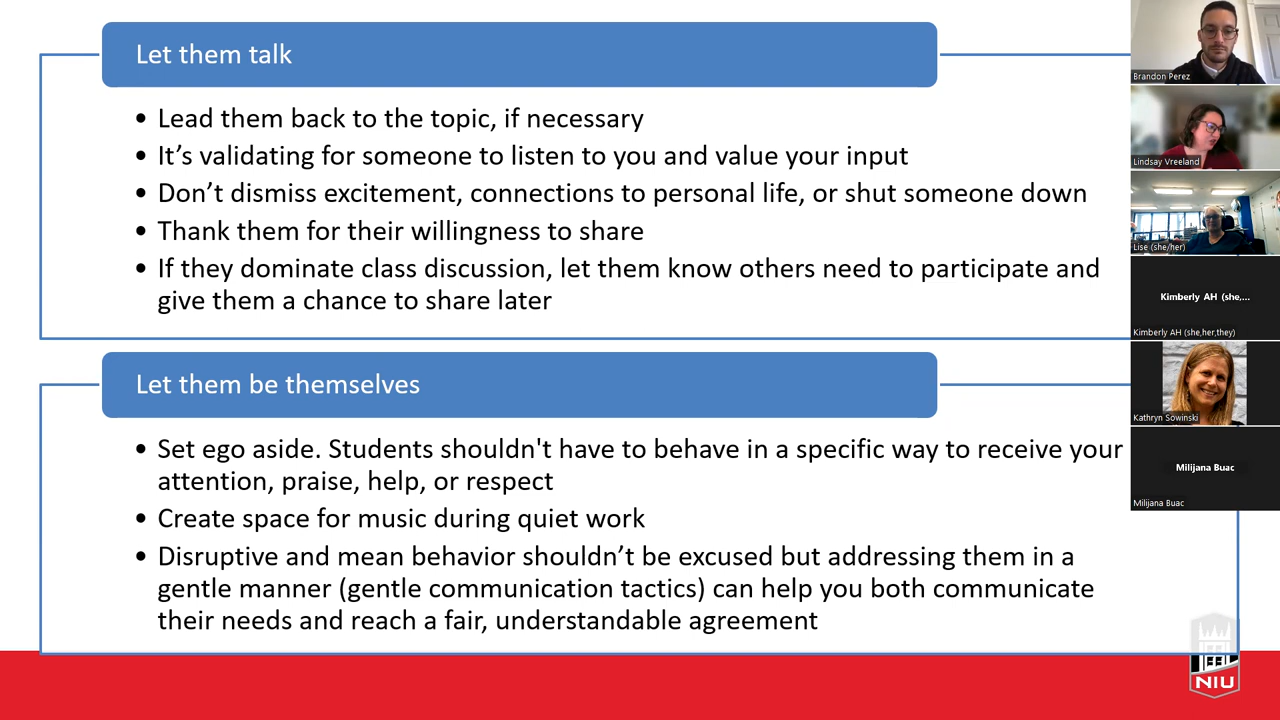 Let them talk
• Lead them back to the topic, if necessary
• It’s validating for someone to listen to you and value your input
• Don’t dismiss excitement, connections to personal life, or shut someone down
• Thank them for their willingness to share
• If they dominate class discussion, let them know others need to participate and
give them a chance to share later
Let them be themselves
• Set ego aside. Students shouldn't have to behave in a specific way to receive your
attention, praise, help, or respect
• Create space for music during quiet work
• Disruptive and mean behavior shouldn’t be excused but addressing them in a
gentle manner (gentle communication tactics) can help you both communicate
their needs and reach a fair, understandable agreement
NIU
Brandon Perez
Lindsay Vreeland
Lise (she/her)
Kimberly AH (she,...
Kimberly AH (she,her,they)
Kathryn Sowinski
Milijana Buac
Milijana Buac